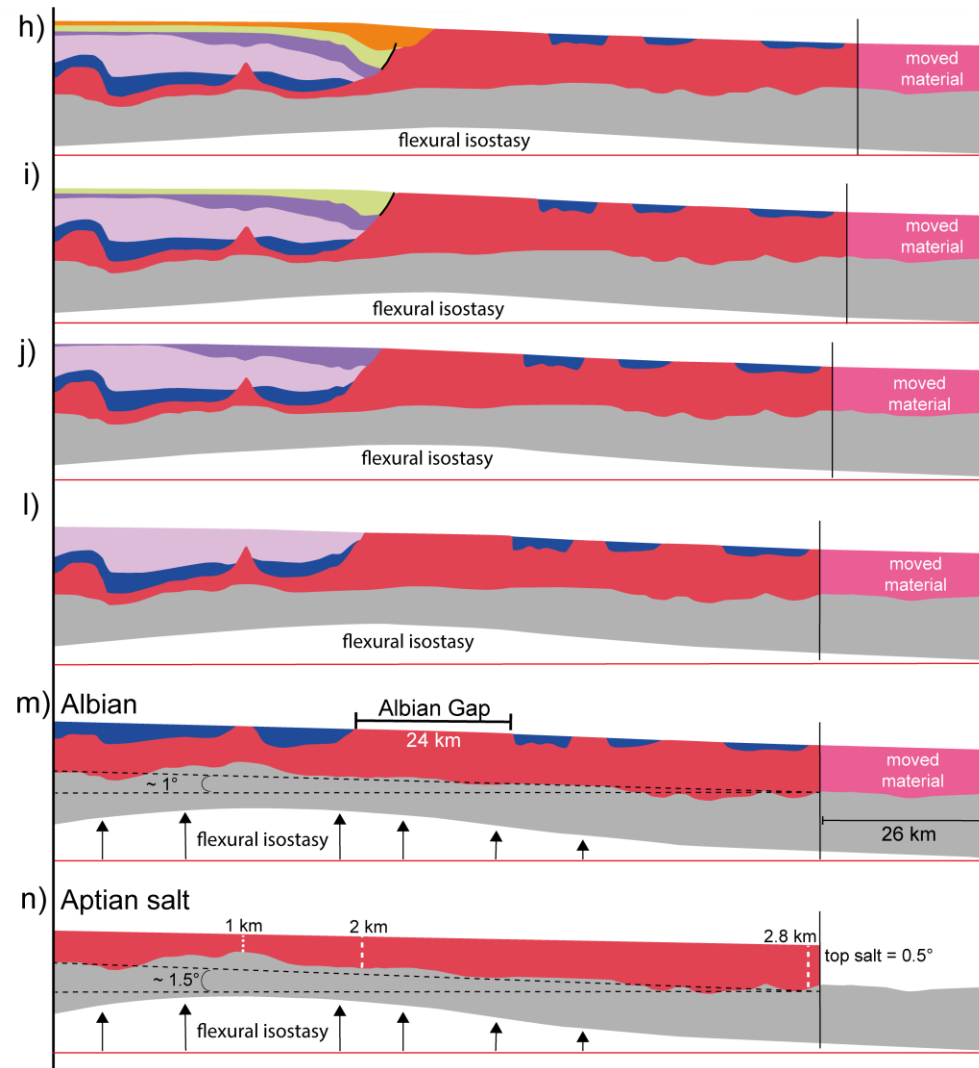 h)
moved
material
flexural isostasy
i)
moved
material
flexural isostasy
j)
moved
material
flexural isostasy
l)
moved
material
flexural isostasy
m) Albian
Albian Gap
24 km
moved
material
~ 1°
flexural isostasy
26 km
n) Aptian salt
1 km
2 km
2.8 km
top salt = 0.5°
~ 1.5°
flexural isostasy